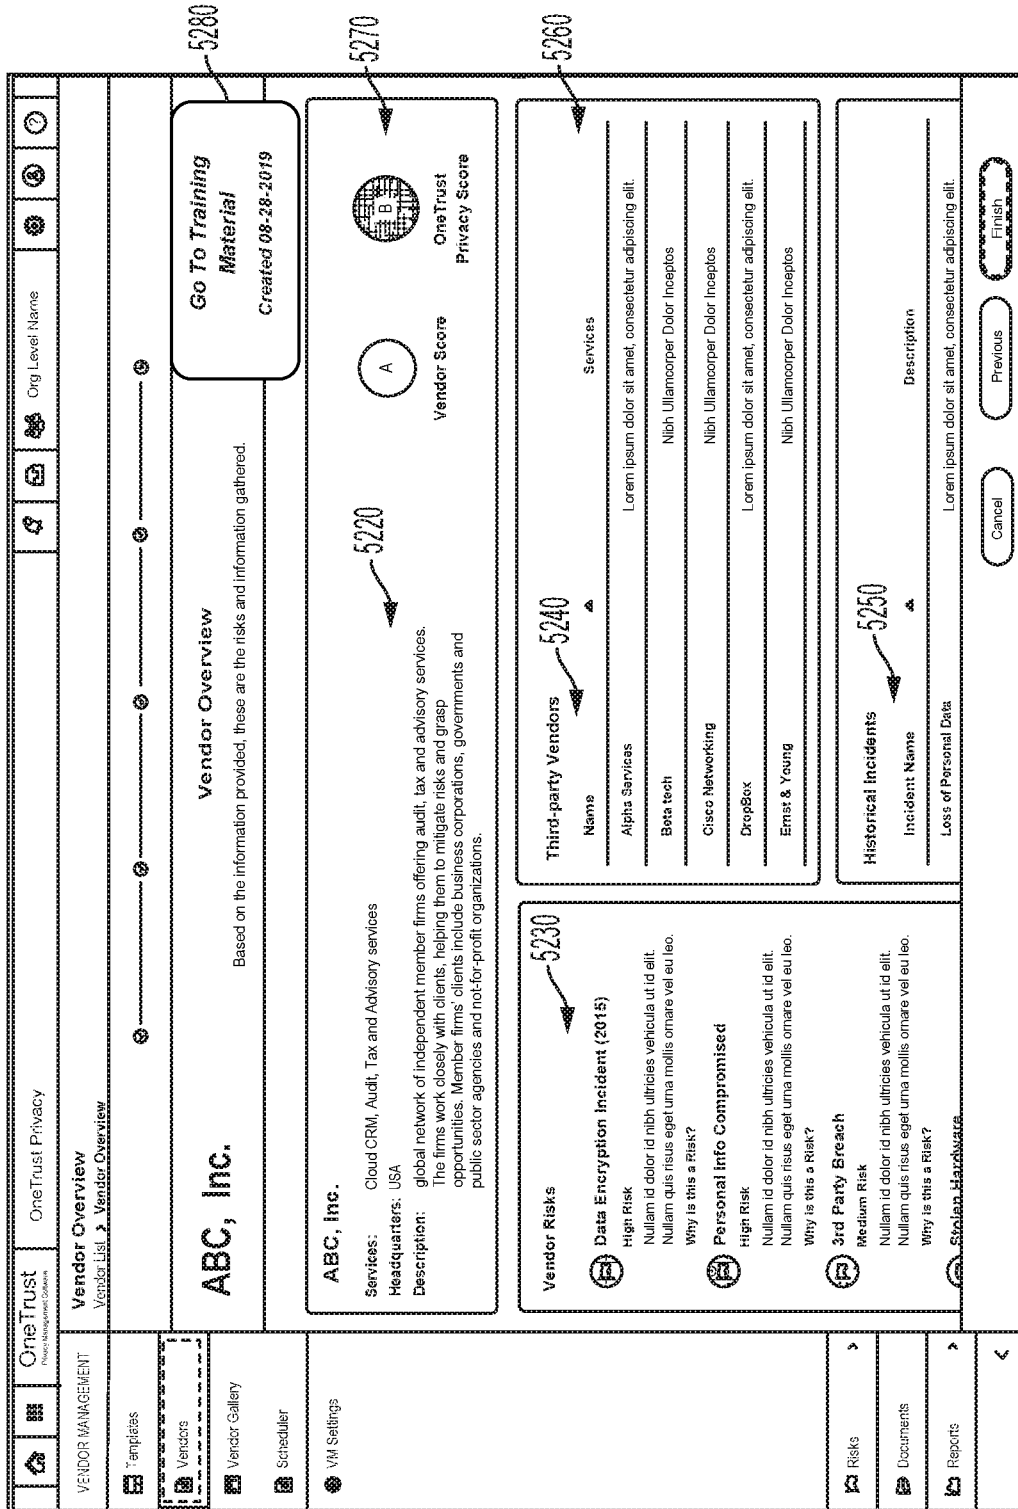 OneTrust
Privacy Management Software
OneTrust Privacy
Org Level Name
VENDOR MANAGEMENT
Templates
Vendors
Vendor Gallery
Scheduler
VM Settings
Risks
Documents
Reports
Vendor Overview
Vendor List > Vendor Overview
ABC, Inc.
Vendor Overview
Based on the information provided, these are the risks and information gathered.
Go To Training
Material
Created 08-28-2019
5280
ABC, Inc.
Services: Cloud CRM, Audit, Tax and Advisory services
Headquarters: USA
Description: global network of independent member firms offering audit, tax and advisory services.
The firms work closely with clients, helping them to mitigate risks and grasp
opportunities. Member firms' clients include business corporations, governments and
public sector agencies and not-for-profit organizations.
5220
A
Vendor Score
B
OneTrust
Privacy Score
5270
Vendor Risks
5230
Data Encryption Incident (2015)
High Risk
Nullam id dolor id nibh ultricies vehicula ut id elit.
Nullam quis risus eget urna mollis ornare vel eu leo.
Why is this a Risk?
Personal Info Compromised
High Risk
Nullam id dolor id nibh ultricies vehicula ut id elit.
Nullam quis risus eget urna mollis ornare vel eu leo.
Why is this a Risk?
3rd Party Breach
Medium Risk
Nullam id dolor id nibh ultricies vehicula ut id elit.
Nullam quis risus eget urna mollis ornare vel eu leo.
Why is this a Risk?
Stolen Hardware
Third-party Vendors
5240
5260
Name Services
Alpha Services Lorem ipsum dolor sit amet, consectetur adipiscing elit.
Beta tech Nibh Ullamcorper Dolor Inceptos
Cisco Networking Nibh Ullamcorper Dolor Inceptos
DropBox Lorem ipsum dolor sit amet, consectetur adipiscing elit.
Ernst & Young Nibh Ullamcorper Dolor Inceptos
Historical Incidents
5250
Incident Name Description
Loss of Personal Data Lorem ipsum dolor sit amet, consectetur adipiscing elit.
Cancel
Previous
Finish